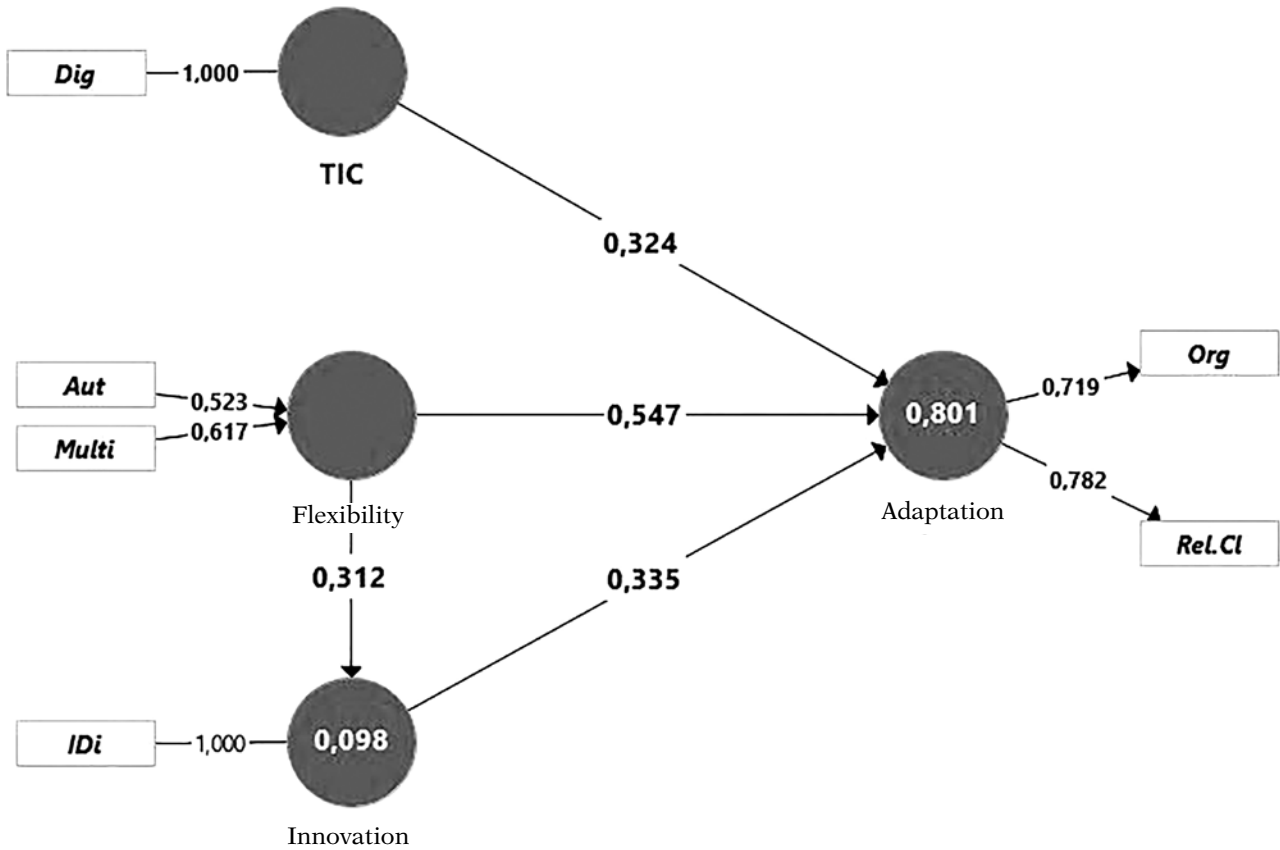 Dig
1,000
TIC
0,324
Aut
0,523
Multi
0,617
Flexibility
0,547
0,801
Adaptation
0,719
Org
0,782
Rel.Cl
0,312
0,335
IDi
1,000
0,098
Innovation